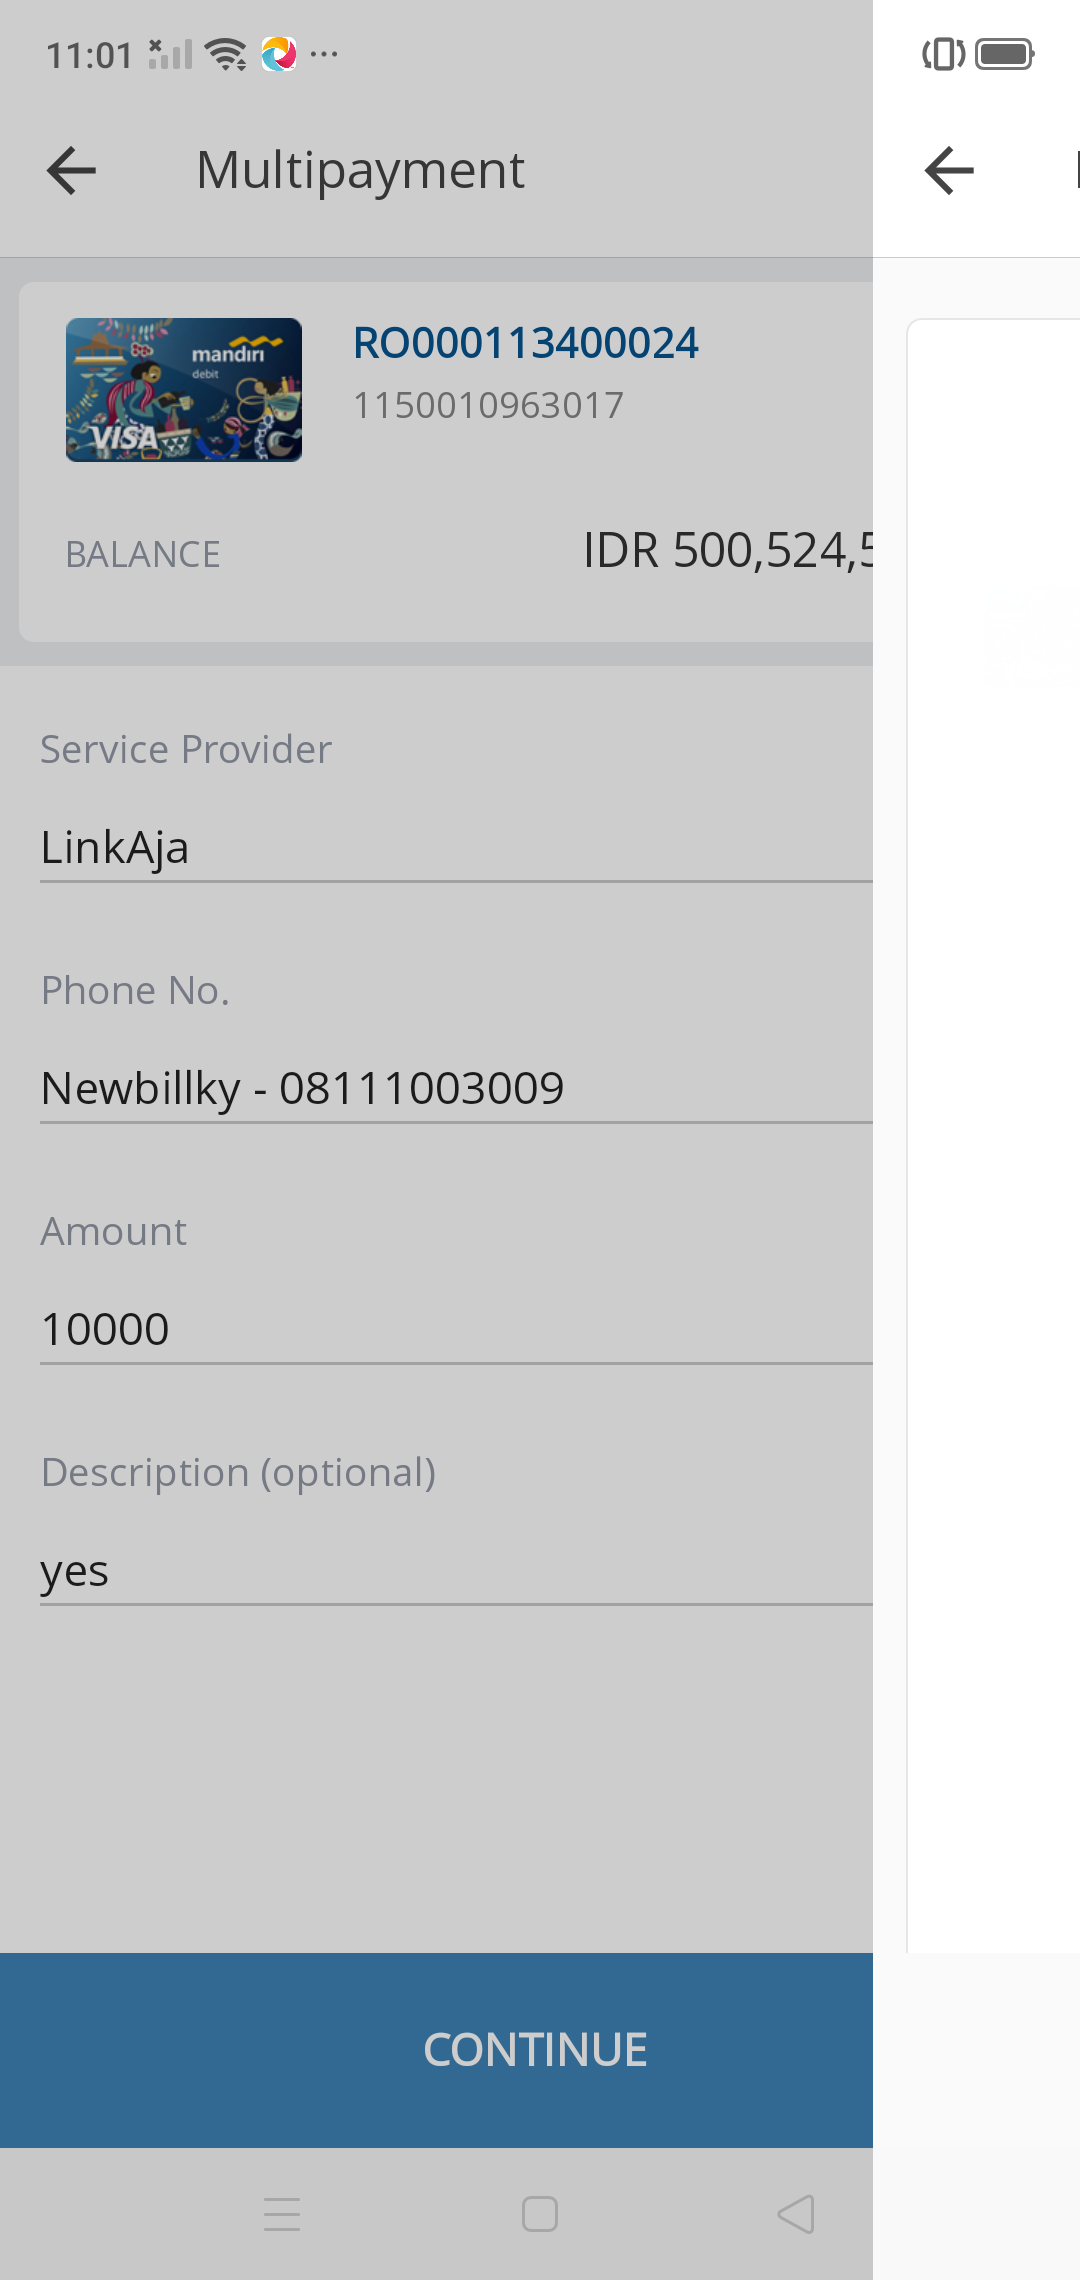 11:01
Multipayment
mandiri
debit
VISA
RO000113400024
1150010963017
BALANCE
IDR 500,524,5
Service Provider
LinkAja
Phone No.
Newbillky - 08111003009
Amount
10000
Description (optional)
yes
CONTINUE